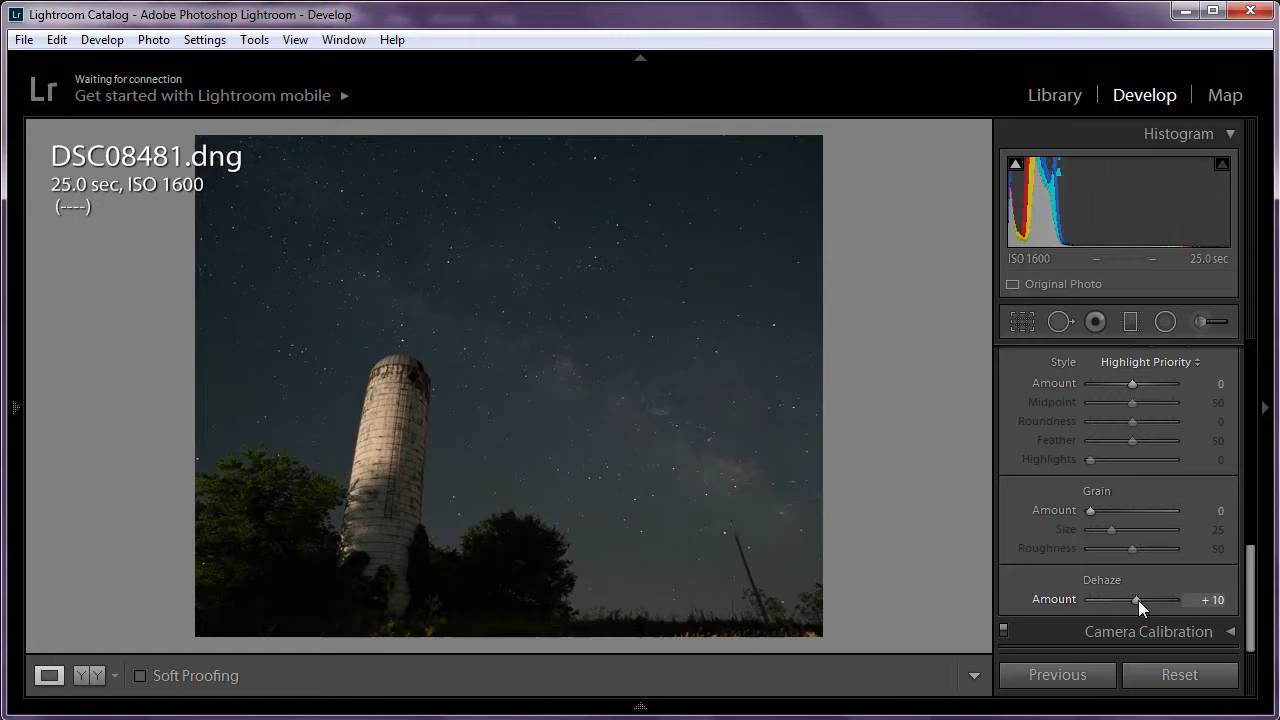 Lightroom Catalog - Adobe Photoshop Lightroom - Develop
File Edit Develop Photo Settings Tools View Window Help
Lr
Waiting for connection
Get started with Lightroom mobile ▶
Library Develop Map
DSC08481.dng
25.0 sec, ISO 1600
(----)
Histogram
ISO 1600 – – 25.0 sec
Original Photo
Style Highlight Priority
Amount 0
Midpoint 50
Roundness 0
Feather 50
Highlights 0
Grain
Amount 0
Size 25
Roughness 50
Dehaze
Amount + 10
Camera Calibration
Y Y
Soft Proofing
Previous Reset